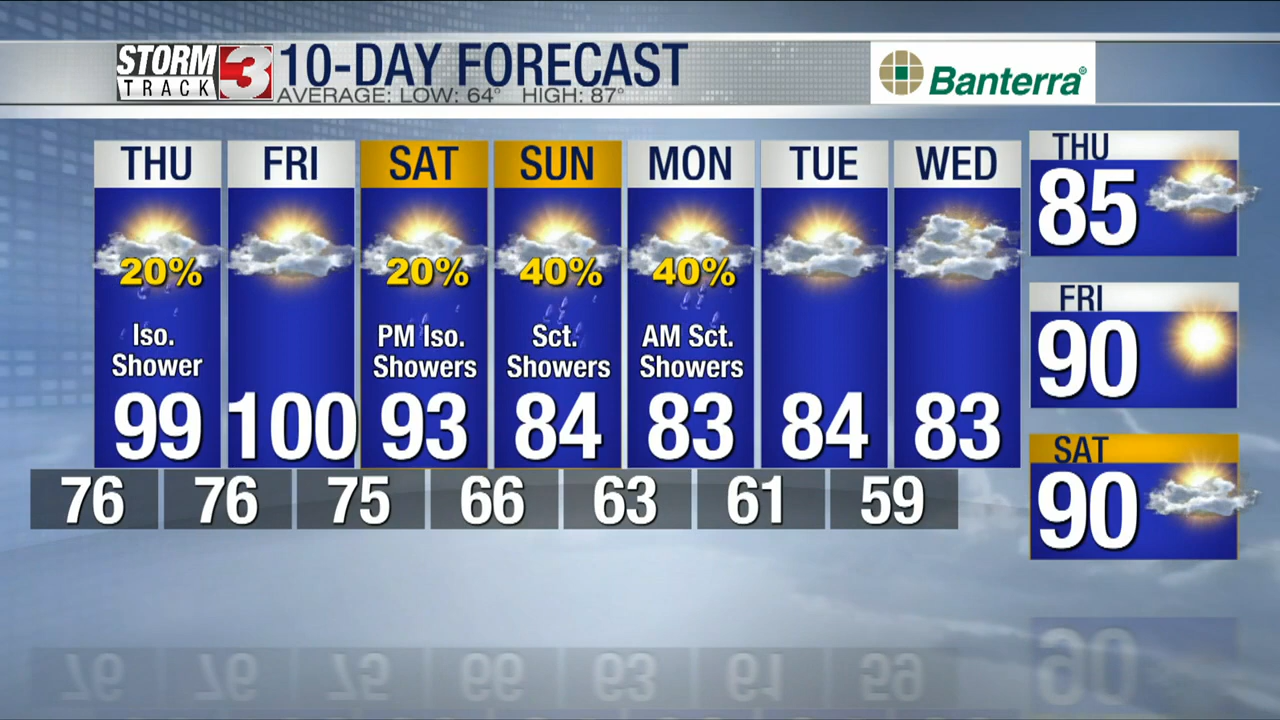 STORM TRACK 3 10-DAY FORECAST
AVERAGE: LOW: 64° HIGH: 87°
Banterra®
THU FRI SAT SUN MON TUE WED
20% 20% 40% 40%
Iso. Shower
PM Iso. Showers
Sct. Showers
AM Sct. Showers
99 100 93 84 83 84 83
76 76 75 66 63 61 59
THU
85
FRI
90
SAT
90